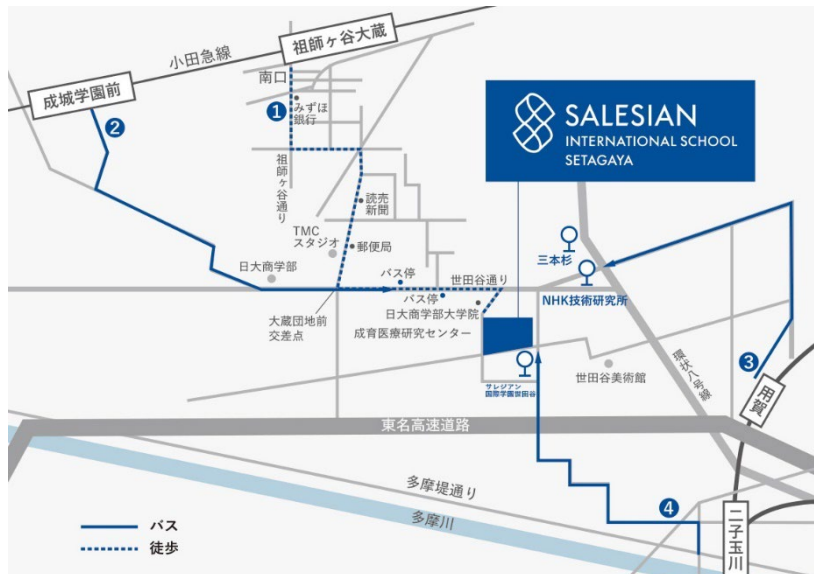 祖師ヶ谷大蔵
小田急線
成城学園前
南口
❶
みずほ
銀行
❷
祖師ヶ谷通り
読売
新聞
TMC
スタジオ
郵便局
日大商学部
バス停
世田谷通り
バス停
日大商学部大学院
大蔵団地前
交差点
成育医療研究センター
SALESIAN
INTERNATIONAL SCHOOL
SETAGAYA
三本杉
NHK技術研究所
サレジアン
国際学園世田谷
世田谷美術館
環状八号線
❸
用賀
東名高速道路
多摩堤通り
多摩川
❹
二子玉川
バス
徒歩